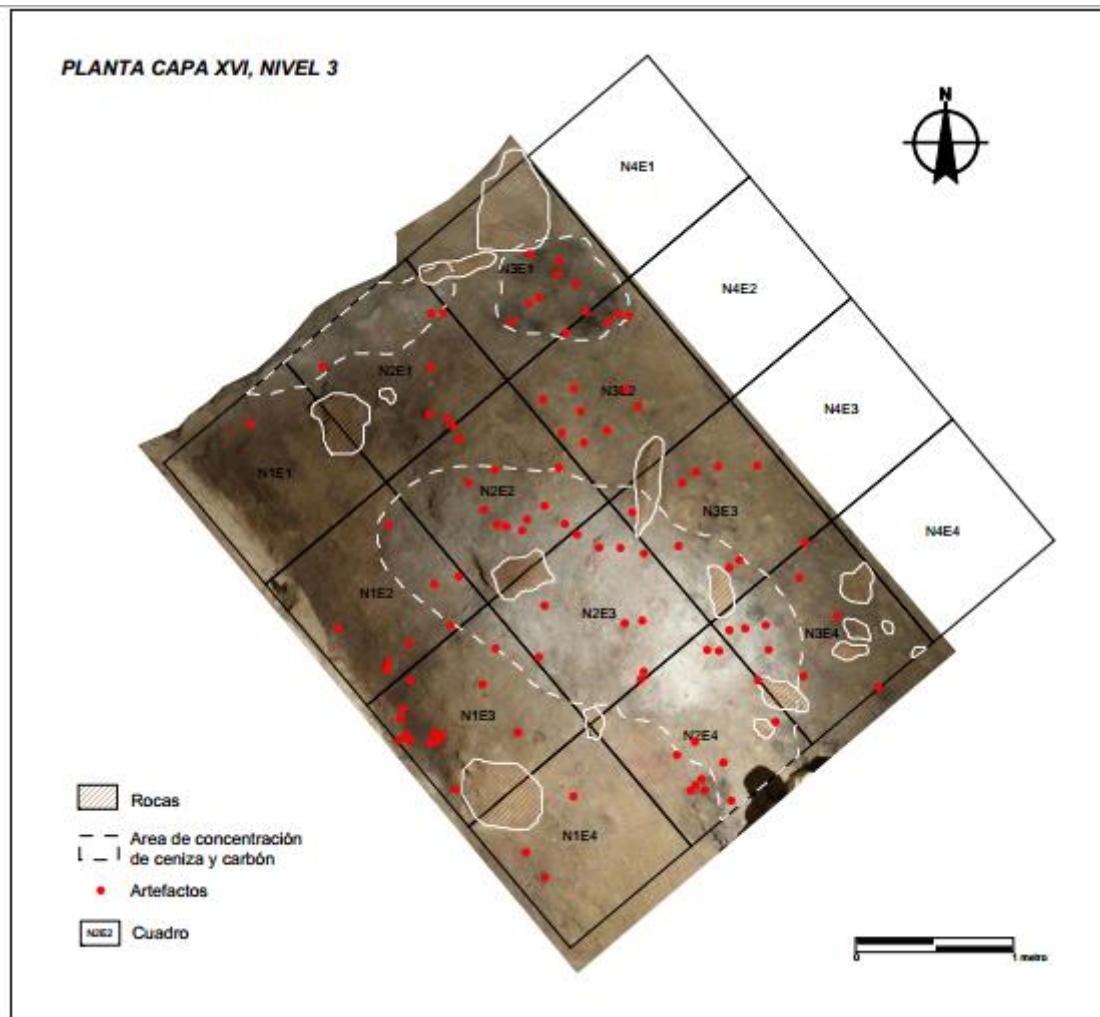 PLANTA CAPA XVI, NIVEL 3
N
N4E1
N4E2
N4E3
N4E4
N3E1
N3E2
N3E3
N3E4
N2E1
N2E2
N2E3
N2E4
N1E1
N1E2
N1E3
N1E4
Rocas
Area de concentración
de ceniza y carbón
Artefactos
N2E2 Cuadro
0 1 metro